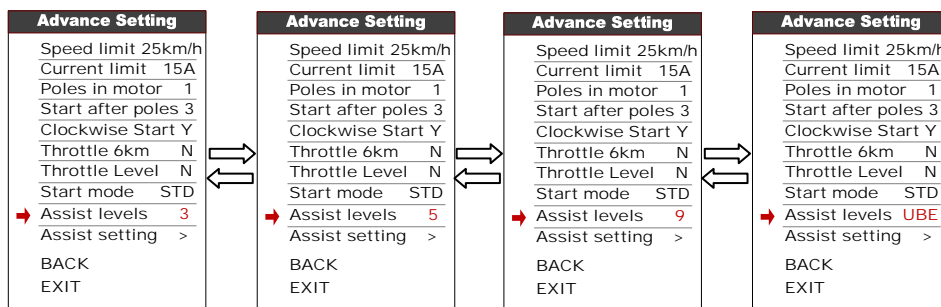 Advance Setting
Speed limit 25km/h
Current limit 15A
Poles in motor 1
Start after poles 3
Clockwise Start Y
Throttle 6km N
Throttle Level N
Start mode STD
Assist levels 3
Assist setting >
BACK
EXIT
Advance Setting
Speed limit 25km/h
Current limit 15A
Poles in motor 1
Start after poles 3
Clockwise Start Y
Throttle 6km N
Throttle Level N
Start mode STD
Assist levels 5
Assist setting >
BACK
EXIT
Advance Setting
Speed limit 25km/h
Current limit 15A
Poles in motor 1
Start after poles 3
Clockwise Start Y
Throttle 6km N
Throttle Level N
Start mode STD
Assist levels 9
Assist setting >
BACK
EXIT
Advance Setting
Speed limit 25km/h
Current limit 15A
Poles in motor 1
Start after poles 3
Clockwise Start Y
Throttle 6km N
Throttle Level N
Start mode STD
Assist levels UBE
Assist setting >
BACK
EXIT